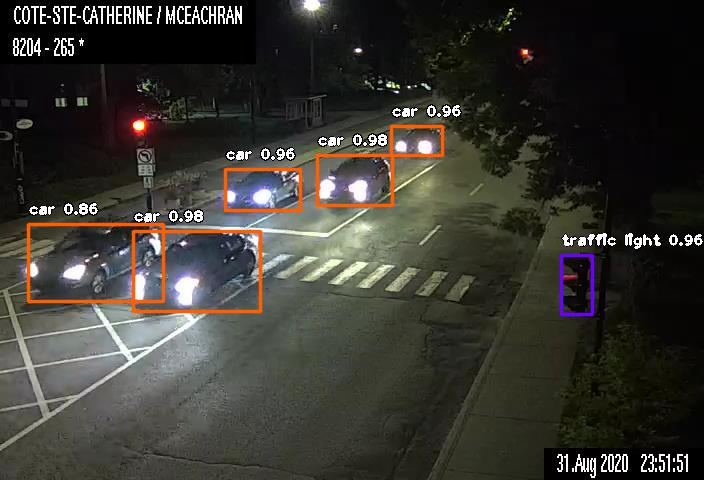 COTE-STE-CATHERINE / MCEACHRAN
8204 - 265 *
car 0.96
car 0.98
car 0.96
car 0.86
car 0.98
traffic light 0.96
31.Aug 2020 23:51:51